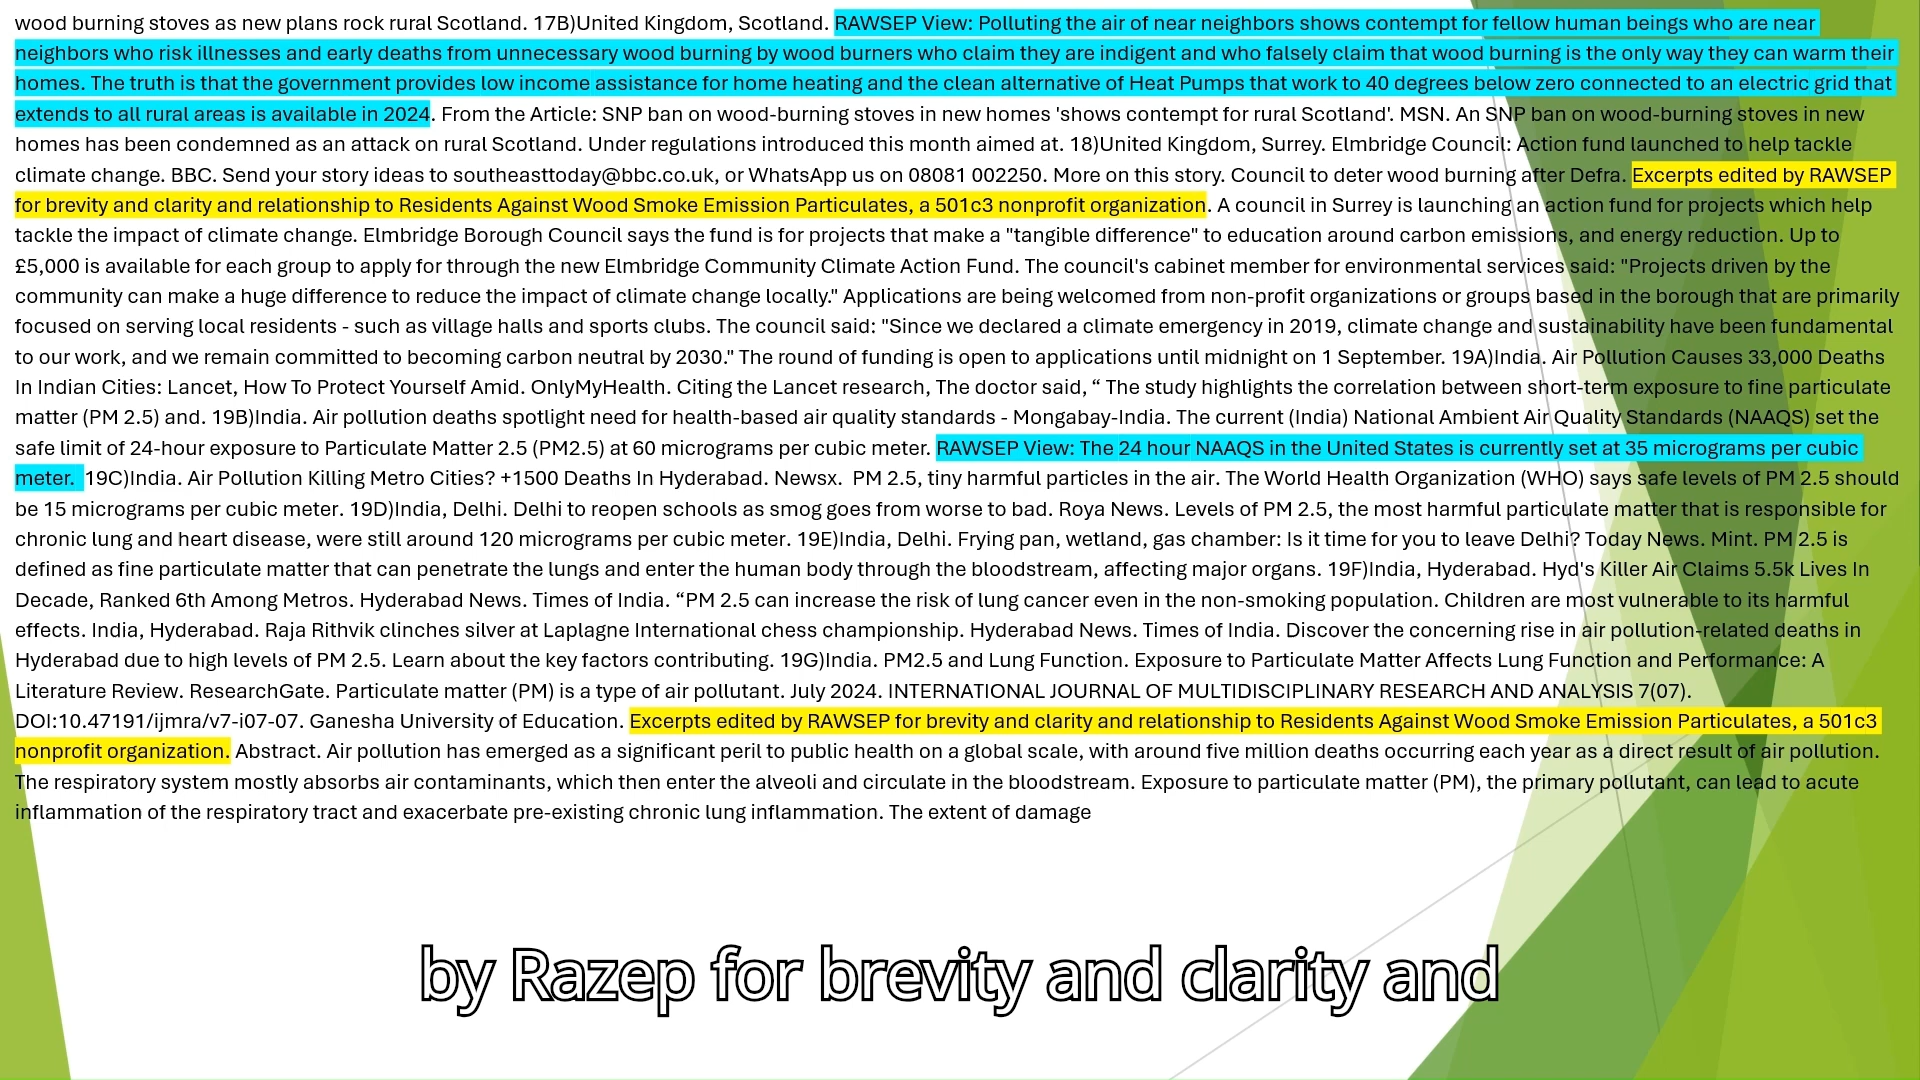 wood burning stoves as new plans rock rural Scotland. 17B)United Kingdom, Scotland. RAWSEP View: Polluting the air of near neighbors shows contempt for fellow human beings who are near
neighbors who risk illnesses and early deaths from unnecessary wood burning by wood burners who claim they are indigent and who falsely claim that wood burning is the only way they can warm their
homes. The truth is that the government provides low income assistance for home heating and the clean alternative of Heat Pumps that work to 40 degrees below zero connected to an electric grid that
extends to all rural areas is available in 2024. From the Article: SNP ban on wood-burning stoves in new homes 'shows contempt for rural Scotland'. MSN. An SNP ban on wood-burning stoves in new
homes has been condemned as an attack on rural Scotland. Under regulations introduced this month aimed at. 18)United Kingdom, Surrey. Elmbridge Council: Action fund launched to help tackle
climate change. BBC. Send your story ideas to southeasttoday@bbc.co.uk, or WhatsApp us on 08081 002250. More on this story. Council to deter wood burning after Defra. Excerpts edited by RAWSEP
for brevity and clarity and relationship to Residents Against Wood Smoke Emission Particulates, a 501c3 nonprofit organization. A council in Surrey is launching an action fund for projects which help
tackle the impact of climate change. Elmbridge Borough Council says the fund is for projects that make a "tangible difference" to education around carbon emissions, and energy reduction. Up to
£5,000 is available for each group to apply for through the new Elmbridge Community Climate Action Fund. The council's cabinet member for environmental services said: "Projects driven by the
community can make a huge difference to reduce the impact of climate change locally." Applications are being welcomed from non-profit organizations or groups based in the borough that are primarily
focused on serving local residents - such as village halls and sports clubs. The council said: "Since we declared a climate emergency in 2019, climate change and sustainability have been fundamental
to our work, and we remain committed to becoming carbon neutral by 2030." The round of funding is open to applications until midnight on 1 September. 19A)India. Air Pollution Causes 33,000 Deaths
In Indian Cities: Lancet, How To Protect Yourself Amid. OnlyMyHealth. Citing the Lancet research, The doctor said, “ The study highlights the correlation between short-term exposure to fine particulate
matter (PM 2.5) and. 19B)India. Air pollution deaths spotlight need for health-based air quality standards - Mongabay-India. The current (India) National Ambient Air Quality Standards (NAAQS) set the
safe limit of 24-hour exposure to Particulate Matter 2.5 (PM2.5) at 60 micrograms per cubic meter. RAWSEP View: The 24 hour NAAQS in the United States is currently set at 35 micrograms per cubic
meter. 19C)India. Air Pollution Killing Metro Cities? +1500 Deaths In Hyderabad. Newsx.  PM 2.5, tiny harmful particles in the air. The World Health Organization (WHO) says safe levels of PM 2.5 should
be 15 micrograms per cubic meter. 19D)India, Delhi. Delhi to reopen schools as smog goes from worse to bad. Roya News. Levels of PM 2.5, the most harmful particulate matter that is responsible for
chronic lung and heart disease, were still around 120 micrograms per cubic meter. 19E)India, Delhi. Frying pan, wetland, gas chamber: Is it time for you to leave Delhi? Today News. Mint. PM 2.5 is
defined as fine particulate matter that can penetrate the lungs and enter the human body through the bloodstream, affecting major organs. 19F)India, Hyderabad. Hyd's Killer Air Claims 5.5k Lives In
Decade, Ranked 6th Among Metros. Hyderabad News. Times of India. “PM 2.5 can increase the risk of lung cancer even in the non-smoking population. Children are most vulnerable to its harmful
effects. India, Hyderabad. Raja Rithvik clinches silver at Laplagne International chess championship. Hyderabad News. Times of India. Discover the concerning rise in air pollution-related deaths in
Hyderabad due to high levels of PM 2.5. Learn about the key factors contributing. 19G)India. PM2.5 and Lung Function. Exposure to Particulate Matter Affects Lung Function and Performance: A
Literature Review. ResearchGate. Particulate matter (PM) is a type of air pollutant. July 2024. INTERNATIONAL JOURNAL OF MULTIDISCIPLINARY RESEARCH AND ANALYSIS 7(07).
DOI:10.47191/ijmra/v7-i07-07. Ganesha University of Education. Excerpts edited by RAWSEP for brevity and clarity and relationship to Residents Against Wood Smoke Emission Particulates, a 501c3
nonprofit organization. Abstract. Air pollution has emerged as a significant peril to public health on a global scale, with around five million deaths occurring each year as a direct result of air pollution.
The respiratory system mostly absorbs air contaminants, which then enter the alveoli and circulate in the bloodstream. Exposure to particulate matter (PM), the primary pollutant, can lead to acute
inflammation of the respiratory tract and exacerbate pre-existing chronic lung inflammation. The extent of damage
by Razep for brevity and clarity and